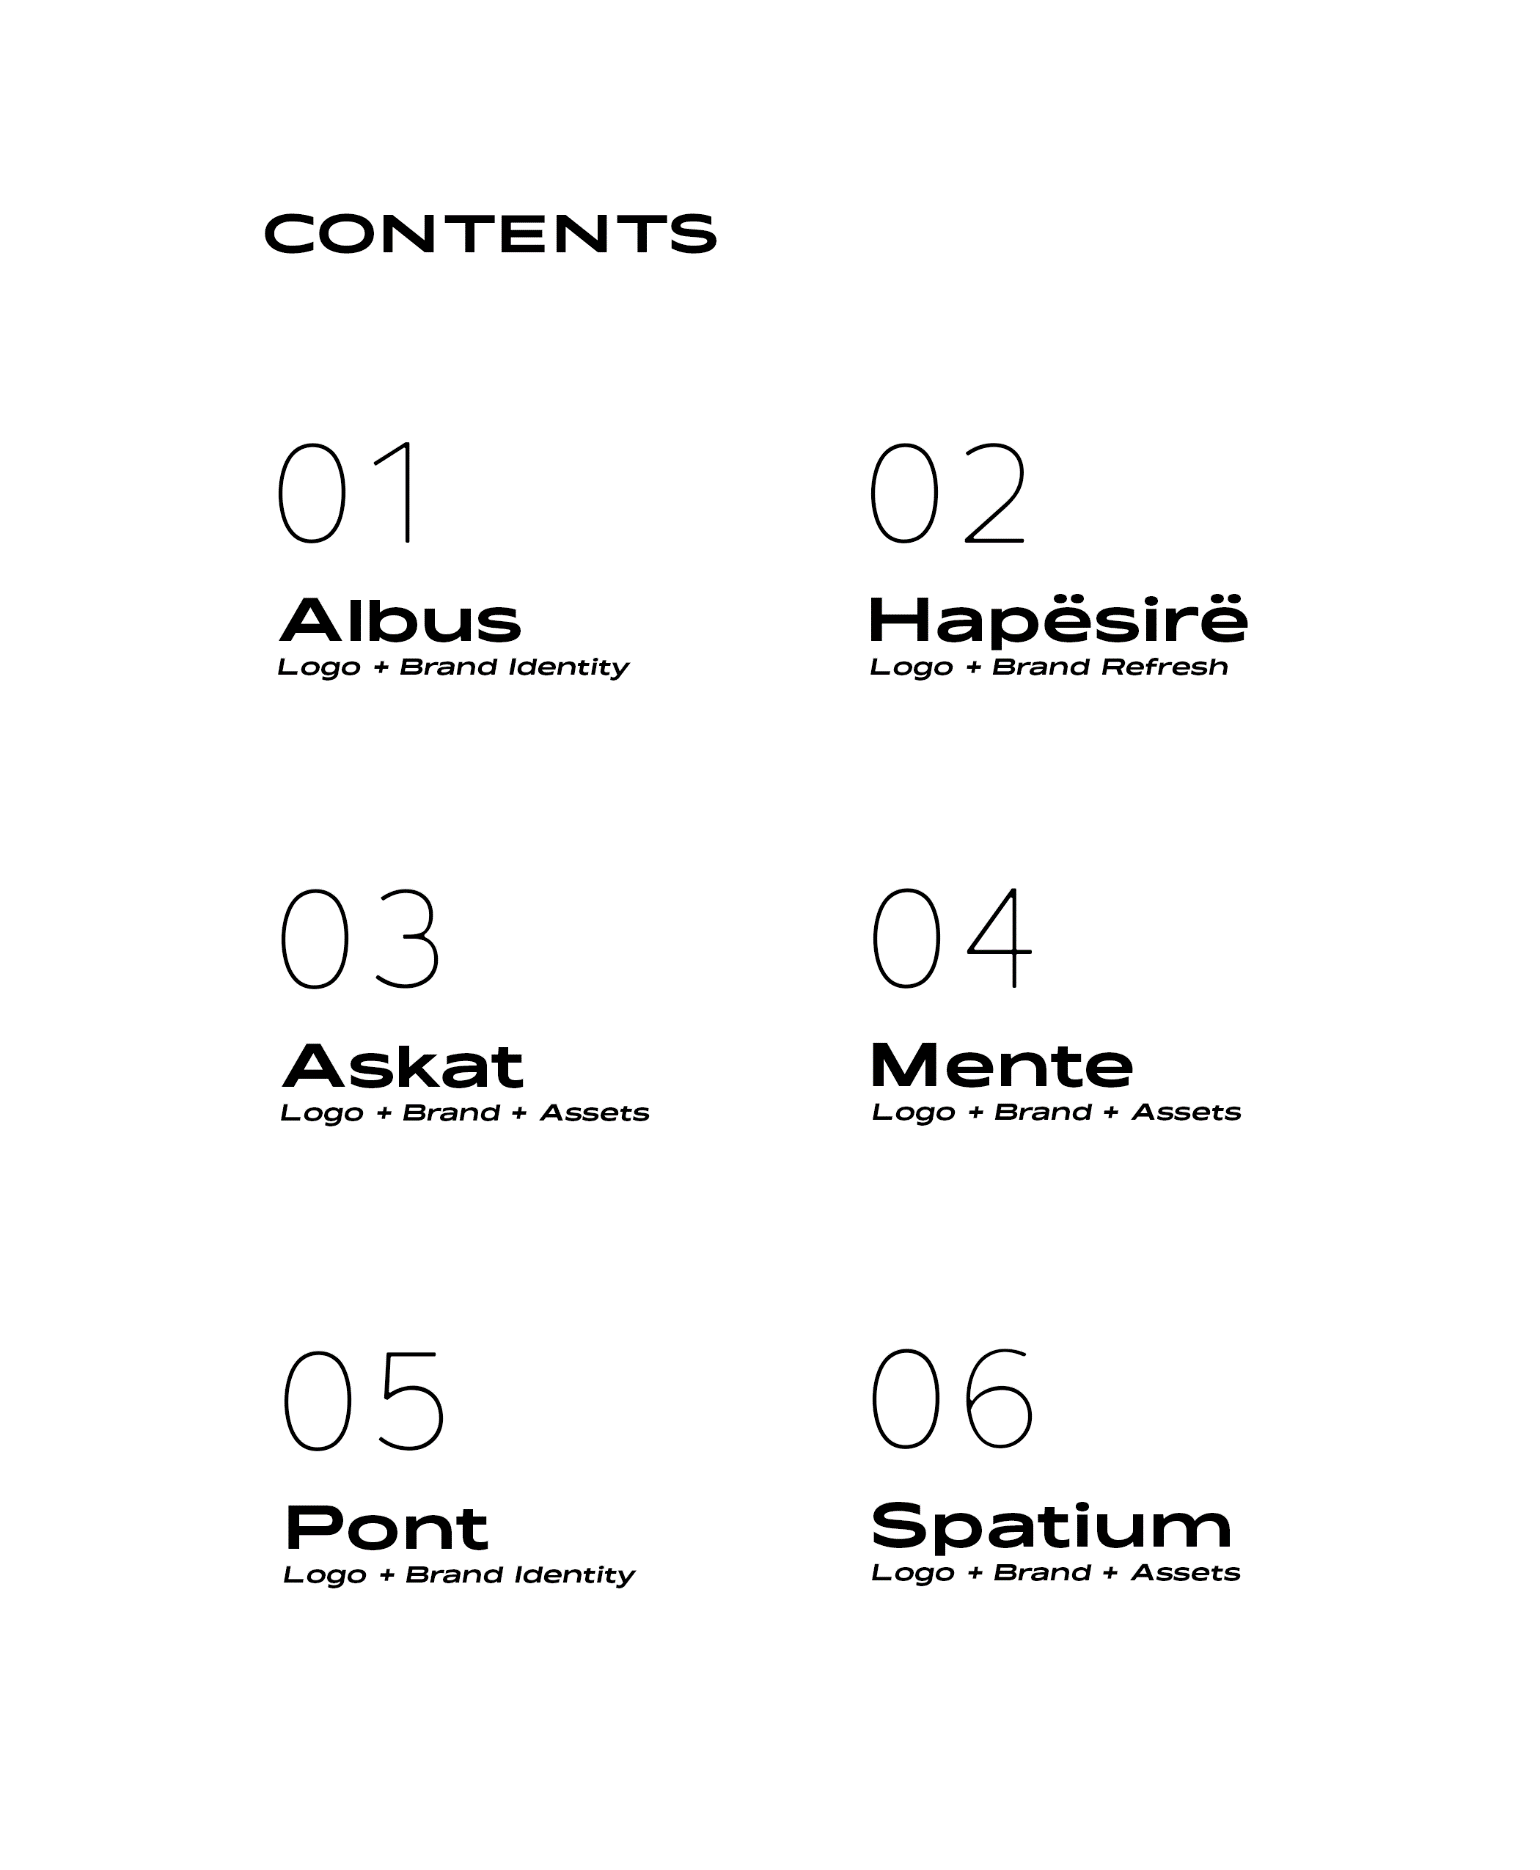 CONTENTS
01
Albus
Logo + Brand Identity
02
Hapësirë
Logo + Brand Refresh
03
Askat
Logo + Brand + Assets
04
Mente
Logo + Brand + Assets
05
Pont
Logo + Brand Identity
06
Spatium
Logo + Brand + Assets